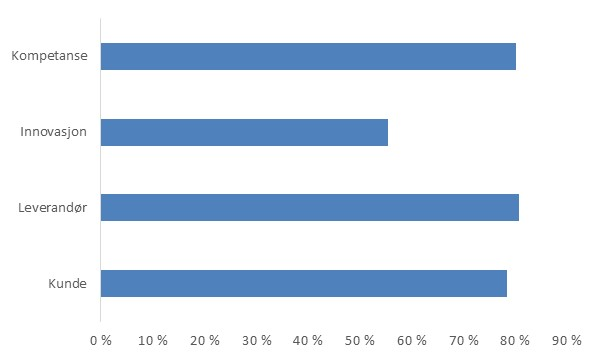 Kompetanse
Innovasjon
Leverandør
Kunde
0 % 10 % 20 % 30 % 40 % 50 % 60 % 70 % 80 % 90 %